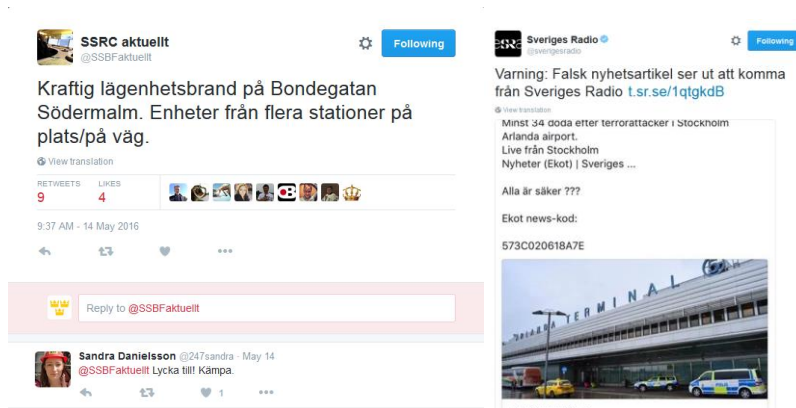 SSRC aktuellt
@SSBFaktuellt
Following
Kraftig lägenhetsbrand på Bondegatan
Södermalm. Enheter från flera stationer på
plats/på väg.
View translation
RETWEETS LIKES
9 4
9:37 AM - 14 May 2016
Reply to @SSBFaktuellt
Sandra Danielsson @247sandra · May 14
@SSBFaktuellt Lycka till! Kämpa.
1
Sveriges Radio
@sverigesradio
Following
Varning: Falsk nyhetsartikel ser ut att komma
från Sveriges Radio t.sr.se/1qtgkdB
View translation
Minst 34 döda efter terrorattacker i Stockholm
Arlanda airport.
Live från Stockholm
Nyheter (Ekot) | Sveriges ...
Alla är säker ???
Ekot news-kod:
573C020618A7E
TERMINAL
POLIS